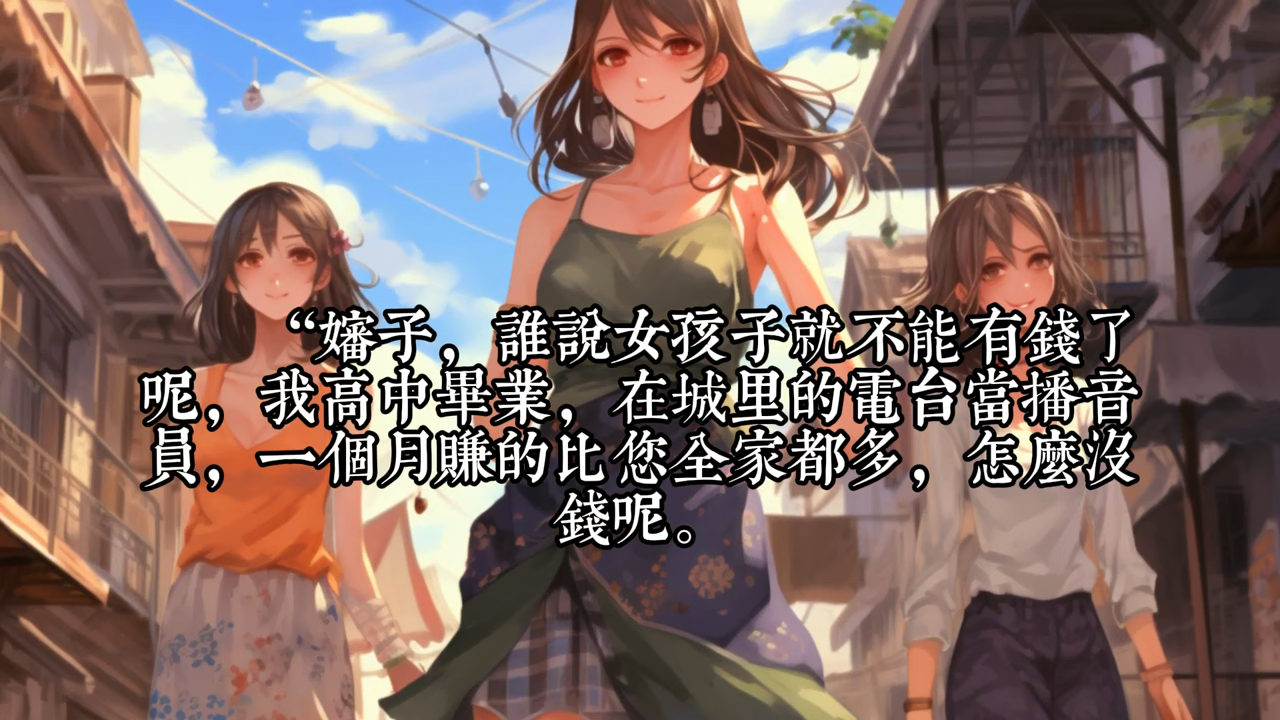 “嬸子，誰說女孩子就不能有錢了
呢，我高中畢業，在城里的電台當播音
員，一個月賺的比您全家都多，怎麼沒
錢呢。